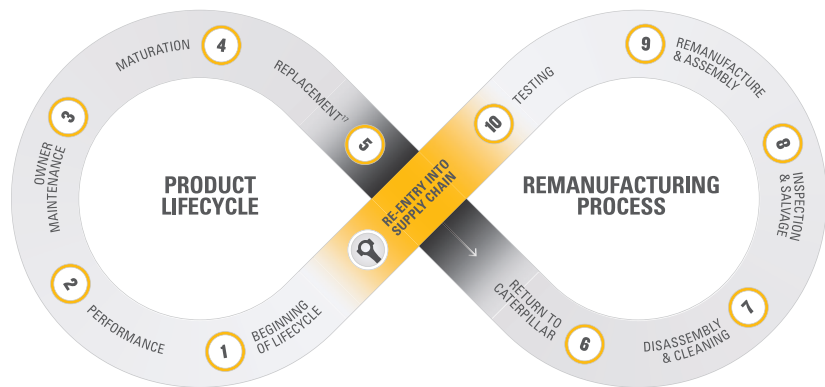 PRODUCT
LIFECYCLE
1
BEGINNING
OF LIFECYCLE
2
PERFORMANCE
3
OWNER
MAINTENANCE
4
MATURATION
5
REPLACEMENT¹⁷
REMANUFACTURING
PROCESS
6
RETURN TO
CATERPILLAR
7
DISASSEMBLY
& CLEANING
8
INSPECTION
& SALVAGE
9
REMANUFACTURE
& ASSEMBLY
10
TESTING
RE-ENTRY INTO
SUPPLY CHAIN